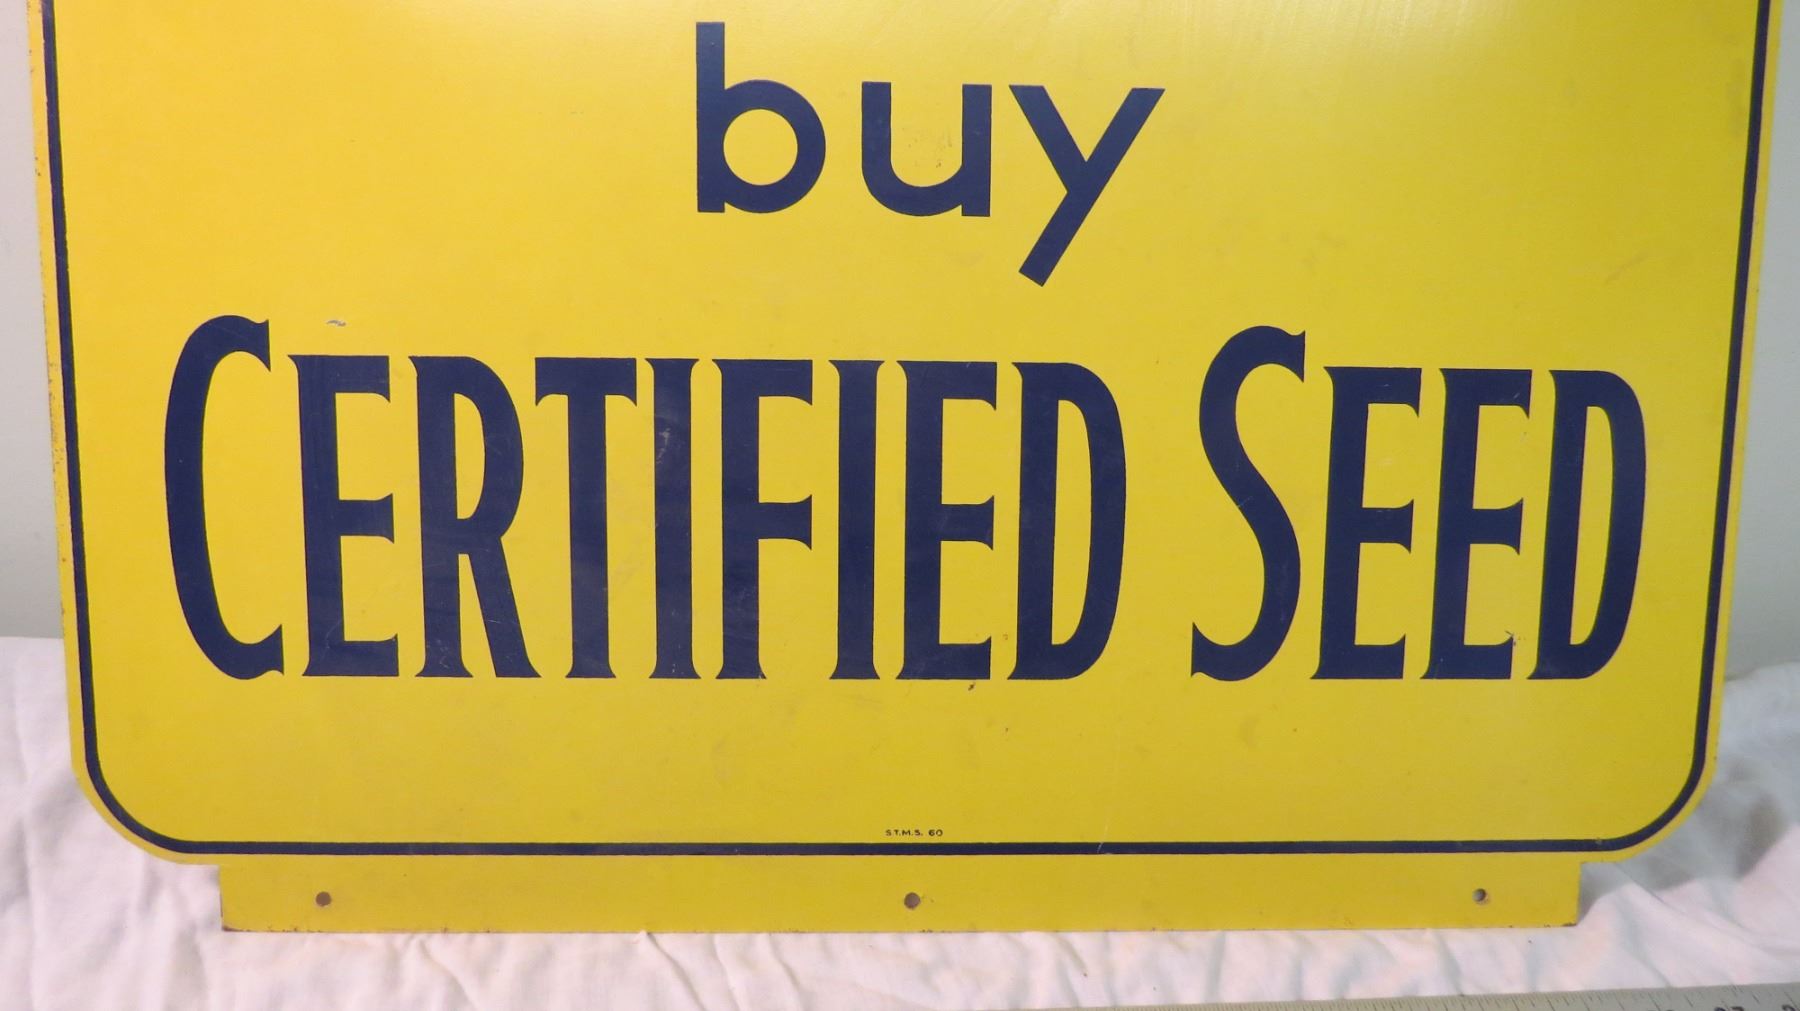 buy
CERTIFIED SEED
S.T.M.S. 60